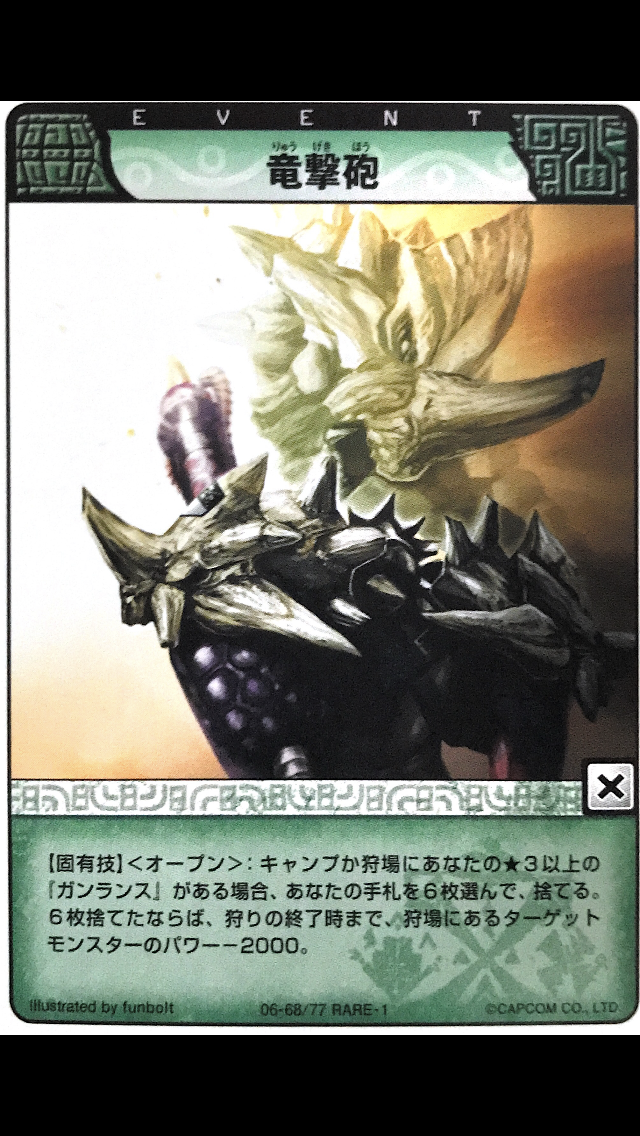 EVENT
りゅう げき ほう
竜撃砲
【固有技】<オープン>:キャンプか狩場にあなたの★3以上の
『ガンランス』がある場合、あなたの手札を6枚選んで、捨てる。
6枚捨てたならば、狩りの終了時まで、狩場にあるターゲット
モンスターのパワー−2000。
Illustrated by funbolt
06-68/77 RARE-1
©CAPCOM CO., LTD.